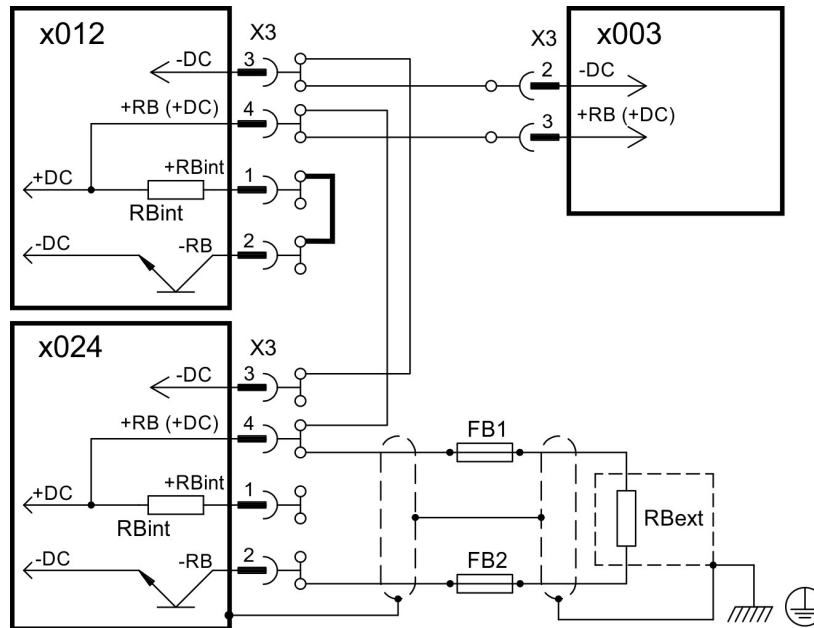 x012
X3
-DC
3
+RB (+DC)
4
+DC
+RBint
1
RBint
-DC
-RB
2
X3
x003
2
-DC
3
+RB (+DC)
x024
X3
-DC
3
+RB (+DC)
4
+DC
+RBint
1
RBint
-DC
-RB
2
FB1
FB2
RBext